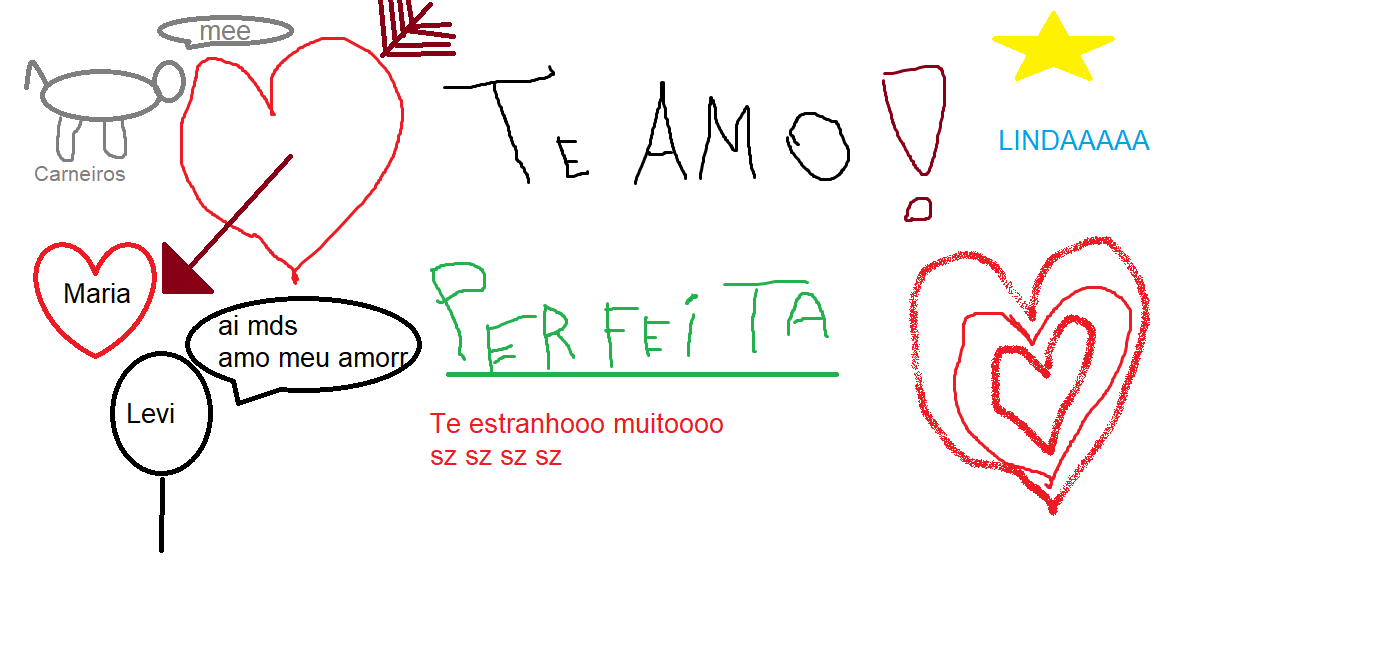 mee
Carneiros
TE AMO!
LINDAAAAA
Maria
ai mds
amo meu amorr
Levi
PERFEITA
Te estranhooo muitoooo
sz sz sz sz